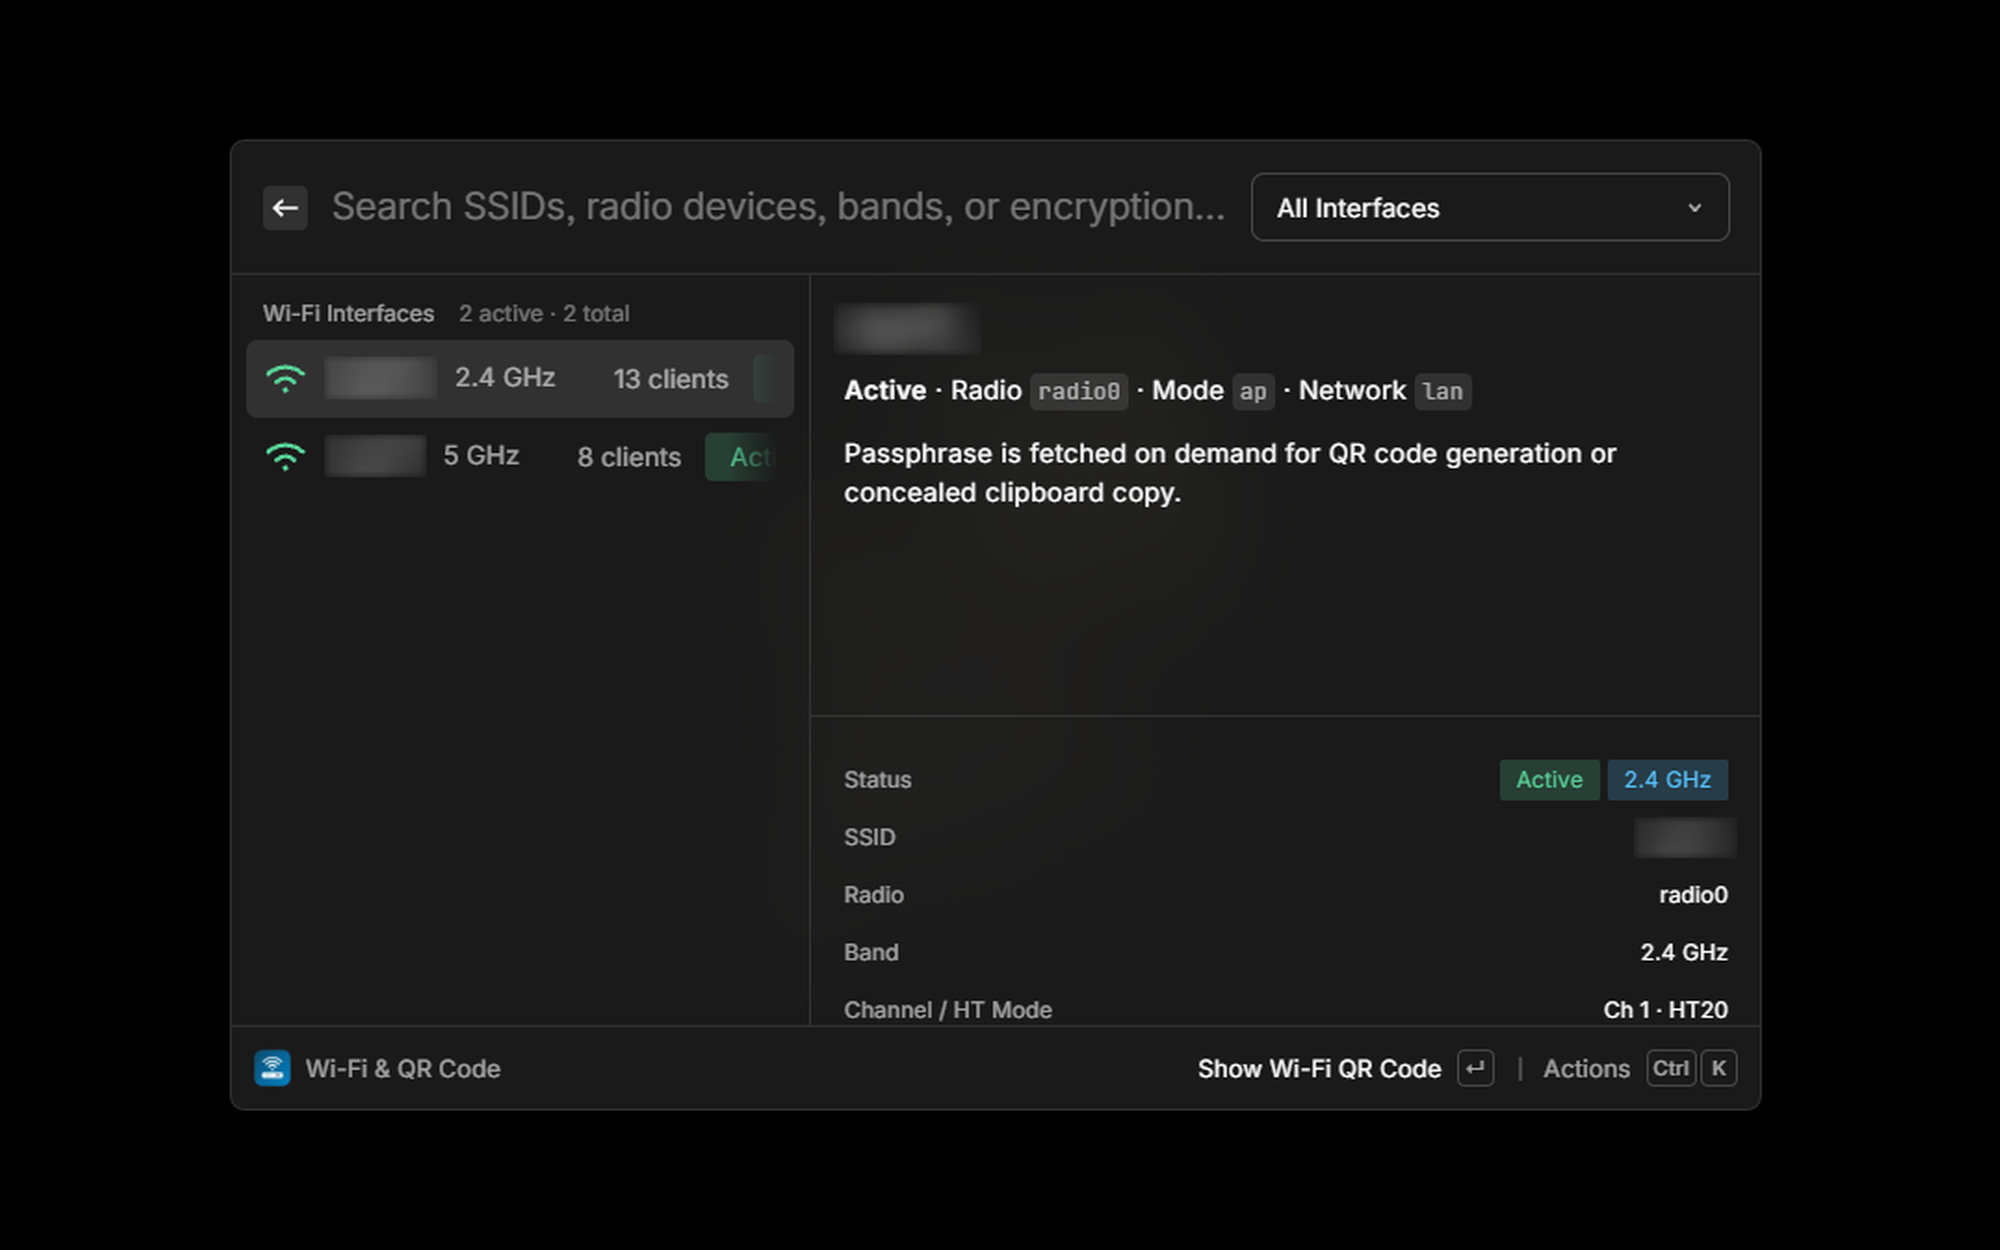 Search SSIDs, radio devices, bands, or encryption...
All Interfaces
Wi-Fi Interfaces 2 active · 2 total
2.4 GHz 13 clients
5 GHz 8 clients
Active · Radio radio0 · Mode ap · Network lan
Passphrase is fetched on demand for QR code generation or
concealed clipboard copy.
Status Active 2.4 GHz
SSID
Radio radio0
Band 2.4 GHz
Channel / HT Mode Ch 1 · HT20
Wi-Fi & QR Code
Show Wi-Fi QR Code | Actions Ctrl K